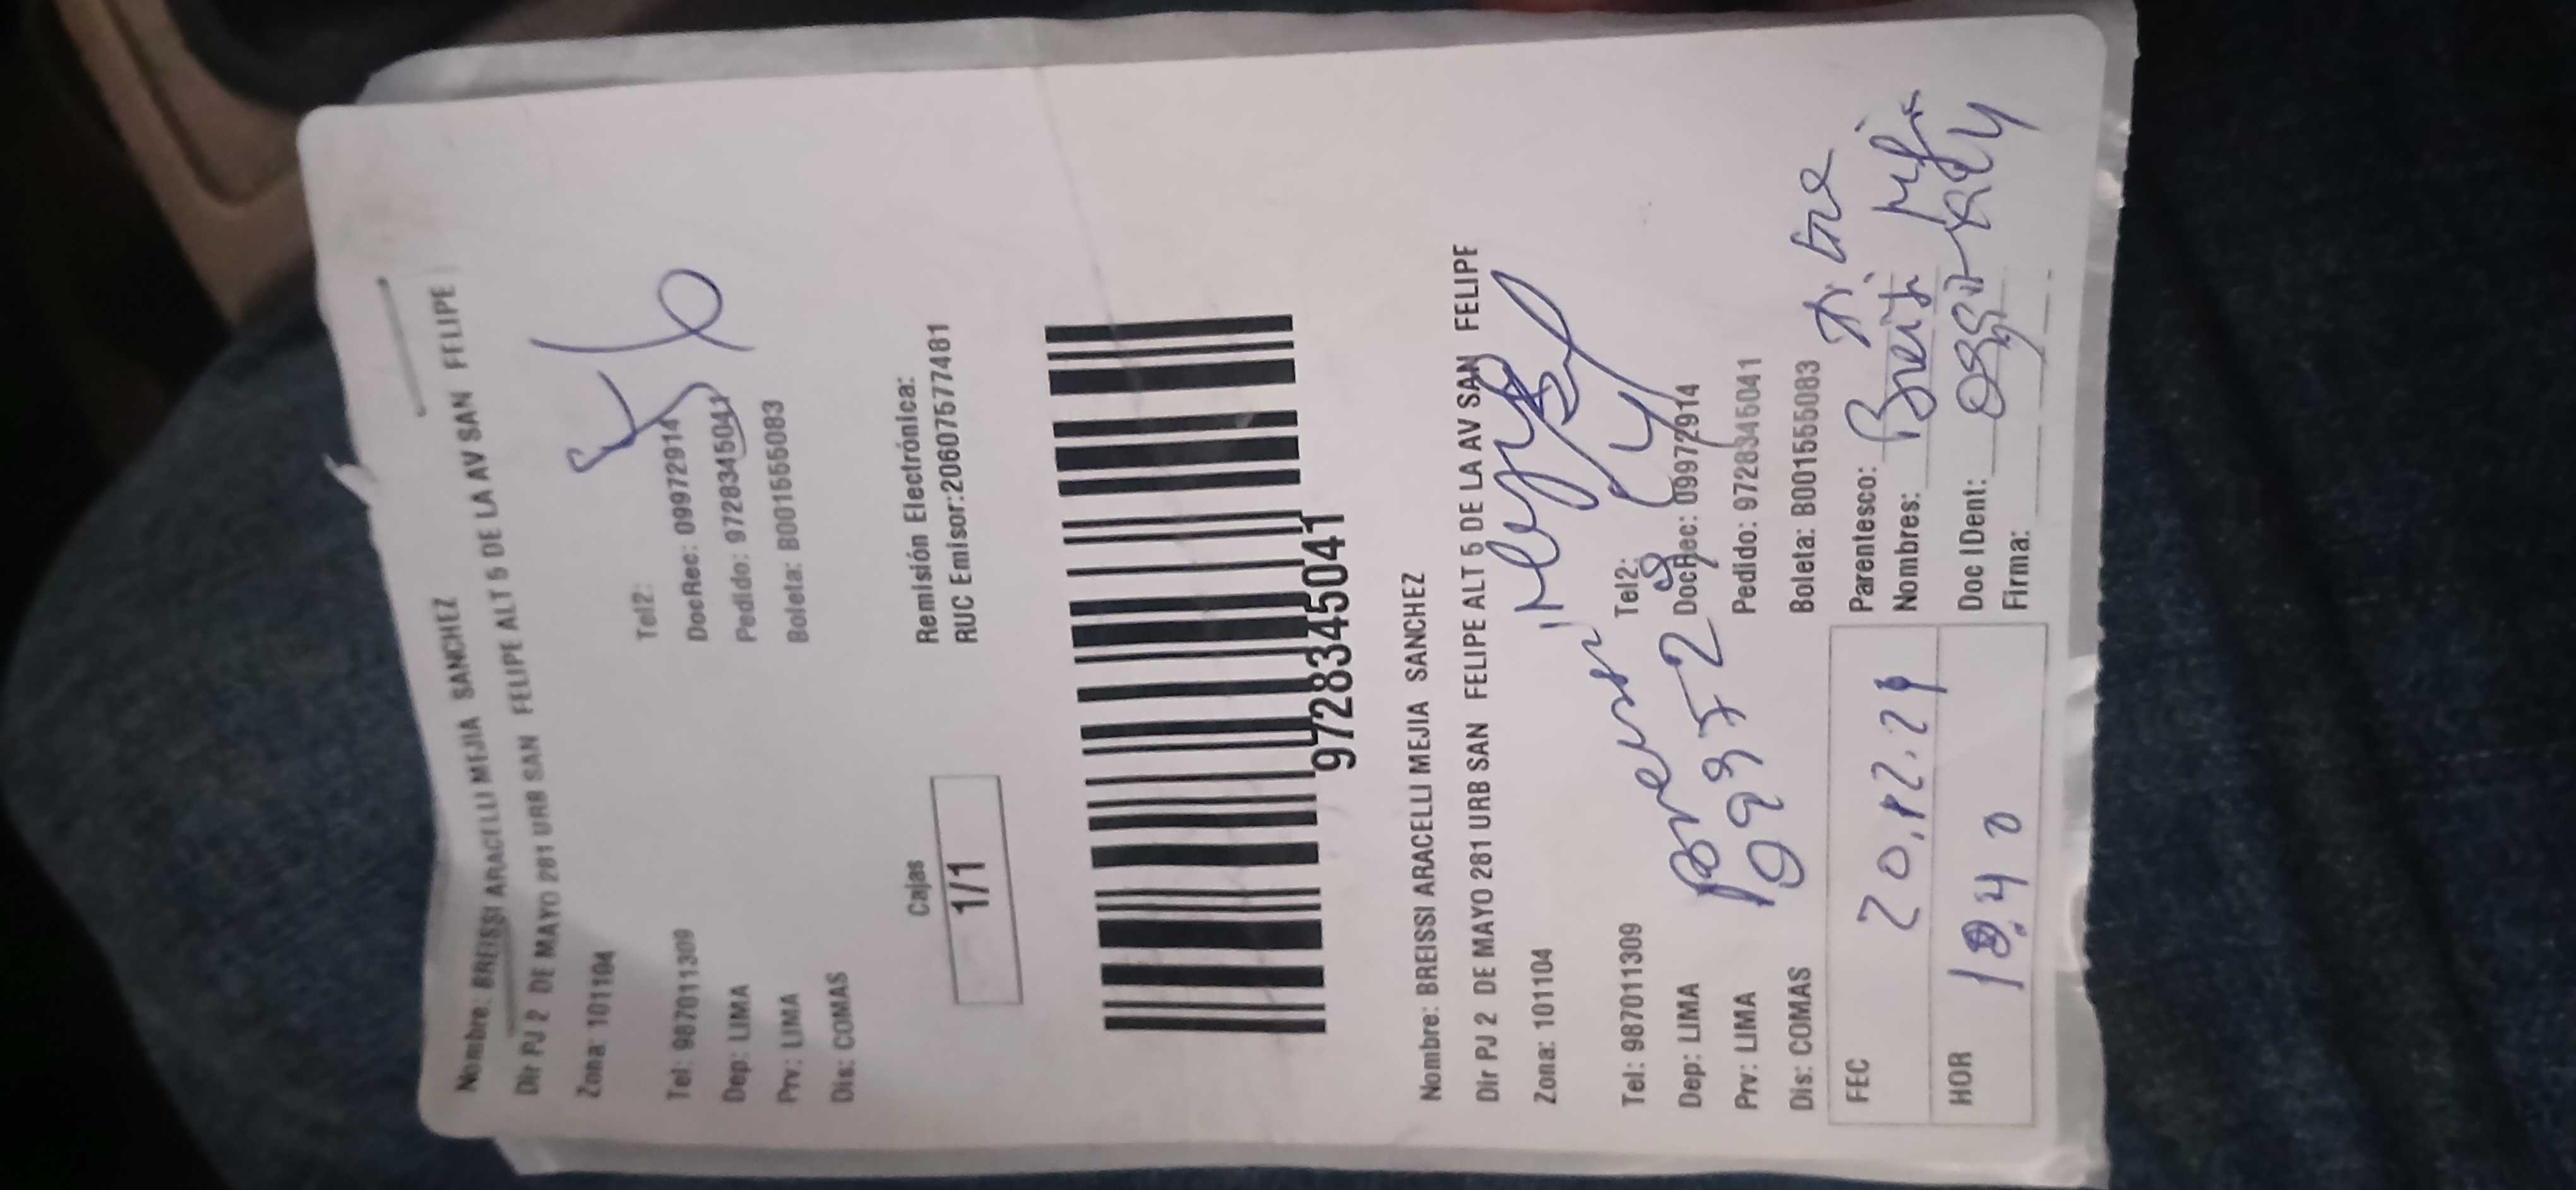 Nombre: BREISSI ARACELLI MEJIA SANCHEZ
Dir PJ 2 DE MAYO 281 URB SAN FELIPE ALT 5 DE LA AV SAN FELIPE
Zona: 101104
Tel: 987011309 Tel2:
Dep: LIMA DocRec: 09972914
Prv: LIMA Pedido: 9728345041
Dis: COMAS Boleta: B001555083
Cajas Remisión Electrónica:
1/1 RUC Emisor:20607577481
97283345041
Nombre: BREISSI ARACELLI MEJIA SANCHEZ
Dir PJ 2 DE MAYO 281 URB SAN FELIPE ALT 5 DE LA AV SAN FELIPE
Zona: 101104
Tel: 987011309 Tel2:
Dep: LIMA DocRec: 09972914
Prv: LIMA Pedido: 97283345041
Dis: COMAS Boleta: B001555083
FEC 20.12.21 Parentesco:
Nombres:
HOR Doc IDent:
Firma: